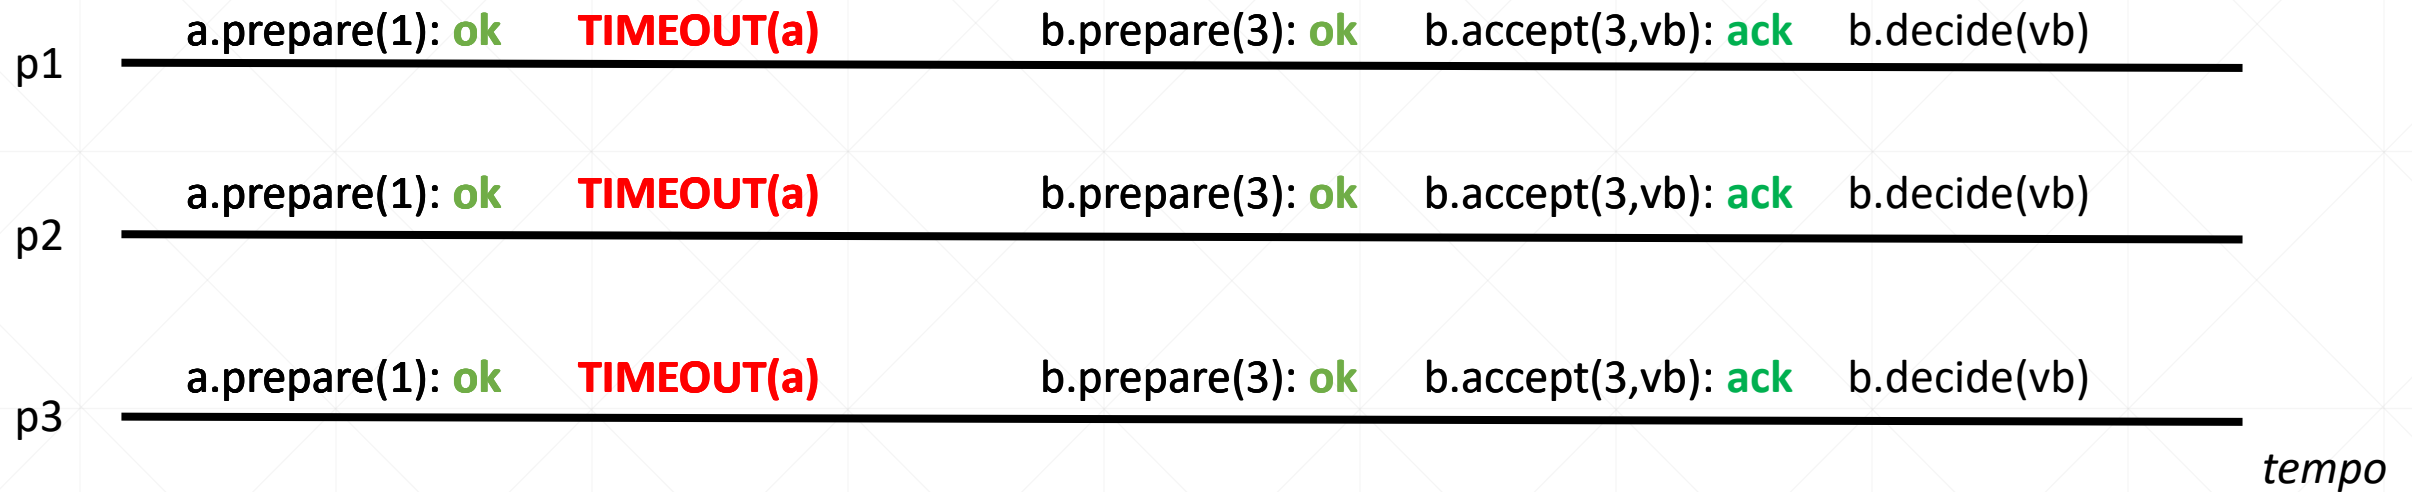 a.prepare(1): ok TIMEOUT(a) b.prepare(3): ok b.accept(3,vb): ack b.decide(vb)
p1
a.prepare(1): ok TIMEOUT(a) b.prepare(3): ok b.accept(3,vb): ack b.decide(vb)
p2
a.prepare(1): ok TIMEOUT(a) b.prepare(3): ok b.accept(3,vb): ack b.decide(vb)
p3
tempo